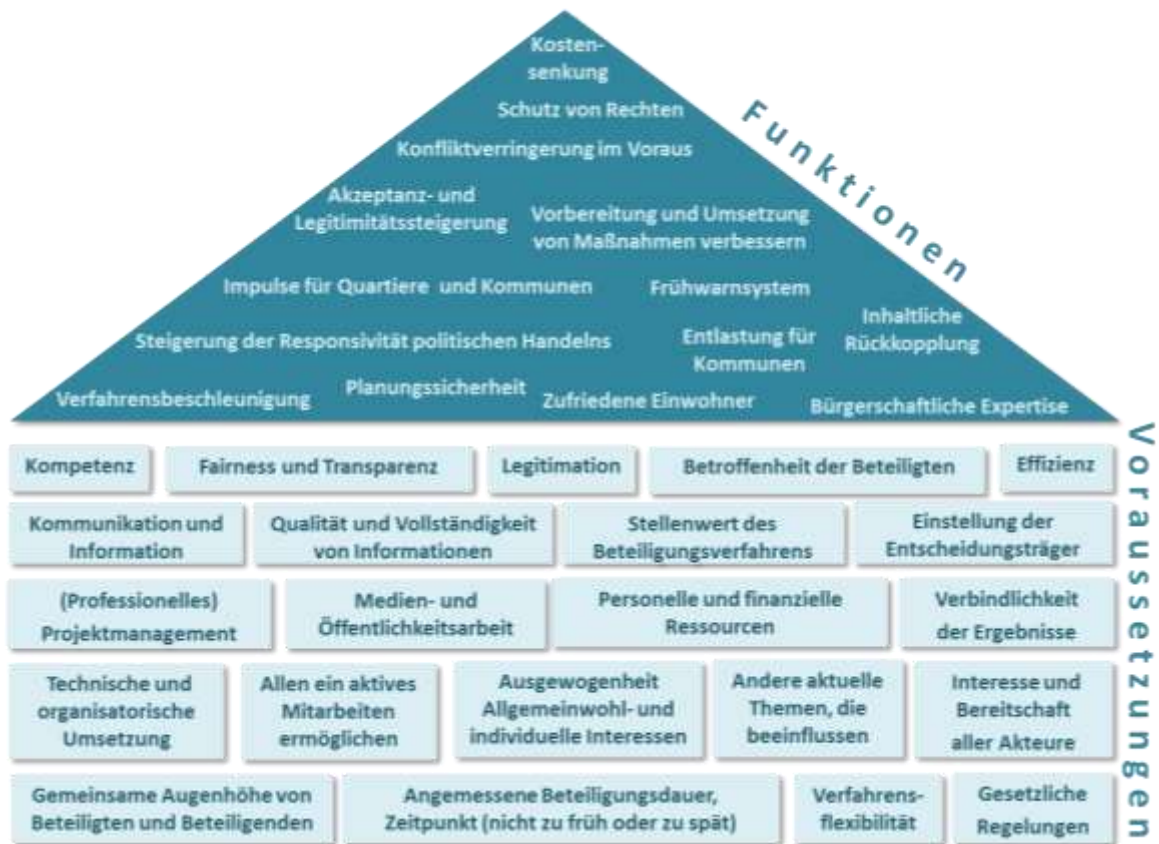 Kosten-
senkung
Schutz von Rechten
Konfliktverringerung im Voraus
Akzeptanz- und
Legitimitätssteigerung
Vorbereitung und Umsetzung
von Maßnahmen verbessern
Impulse für Quartiere und Kommunen
Frühwarnsystem
Steigerung der Responsivität politischen Handelns
Entlastung für
Kommunen
Inhaltliche
Rückkopplung
Verfahrensbeschleunigung
Planungssicherheit
Zufriedene Einwohner
Bürgerschaftliche Expertise
Funktionen
Kompetenz
Fairness und Transparenz
Legitimation
Betroffenheit der Beteiligten
Effizienz
Kommunikation und
Information
Qualität und Vollständigkeit
von Informationen
Stellenwert des
Beteiligungsverfahrens
Einstellung der
Entscheidungsträger
(Professionelles)
Projektmanagement
Medien- und
Öffentlichkeitsarbeit
Personelle und finanzielle
Ressourcen
Verbindlichkeit
der Ergebnisse
Technische und
organisatorische
Umsetzung
Allen ein aktives
Mitarbeiten
ermöglichen
Ausgewogenheit
Allgemeinwohl- und
individuelle Interessen
Andere aktuelle
Themen, die
beeinflussen
Interesse und
Bereitschaft
aller Akteure
Gemeinsame Augenhöhe von
Beteiligten und Beteiligenden
Angemessene Beteiligungsdauer,
Zeitpunkt (nicht zu früh oder zu spät)
Verfahrens-
flexibilität
Gesetzliche
Regelungen
Voraussetzungen